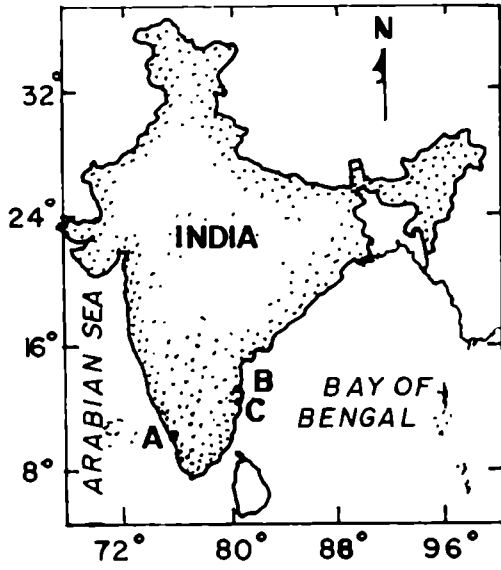 N
32°
24°
INDIA
ARABIAN SEA
16°
B
C
BAY OF
BENGAL
A
8°
72°
80°
88°
96°